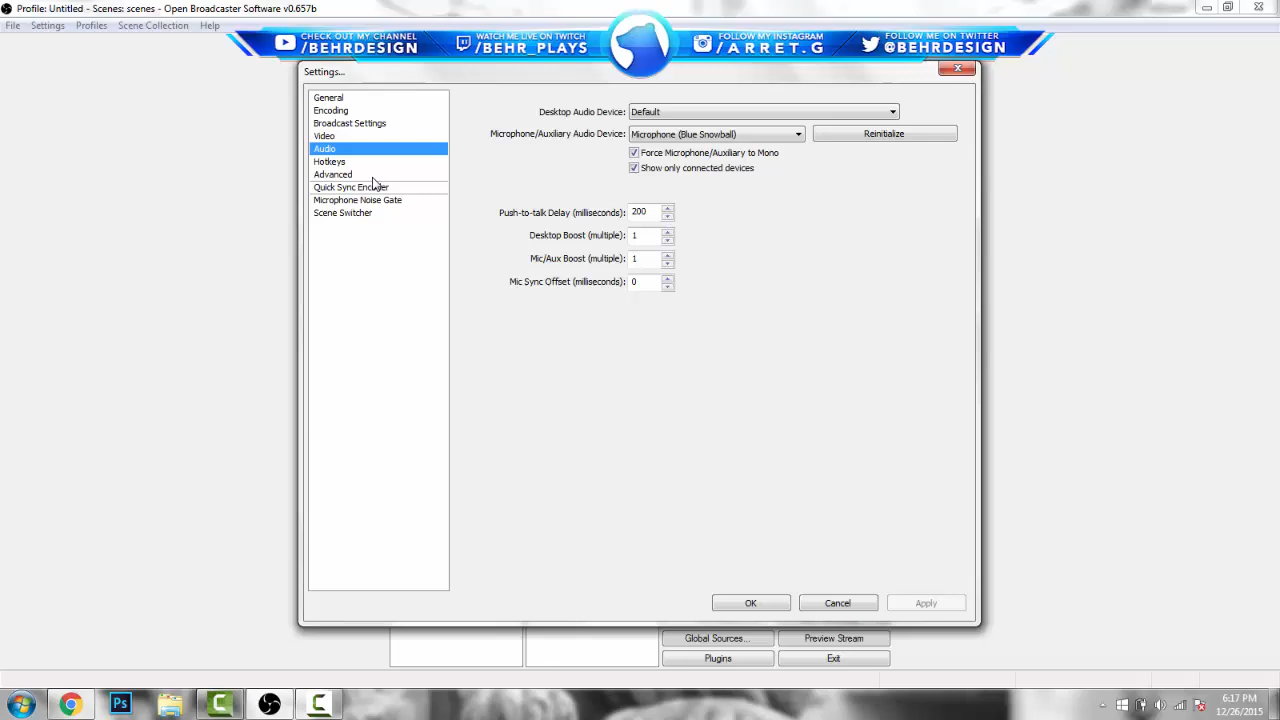 Profile: Untitled - Scenes: scenes - Open Broadcaster Software v0.657b
File Settings Profiles Scene Collection Help
CHECK OUT MY CHANNEL
/BEHRDESIGN
WATCH ME LIVE ON TWITCH
/BEHR_PLAYS
FOLLOW MY INSTAGRAM
/ARRET.G
FOLLOW ME ON TWITTER
@BEHRDESIGN
Settings...
General
Encoding
Broadcast Settings
Video
Audio
Hotkeys
Advanced
Quick Sync Encoder
Microphone Noise Gate
Scene Switcher
Desktop Audio Device: Default
Microphone/Auxiliary Audio Device: Microphone (Blue Snowball) Reinitialize
Force Microphone/Auxiliary to Mono
Show only connected devices
Push-to-talk Delay (milliseconds): 200
Desktop Boost (multiple): 1
Mic/Aux Boost (multiple): 1
Mic Sync Offset (milliseconds): 0
OK Cancel Apply
Global Sources... Preview Stream
Plugins Exit
Ps
6:17 PM
12/26/2015